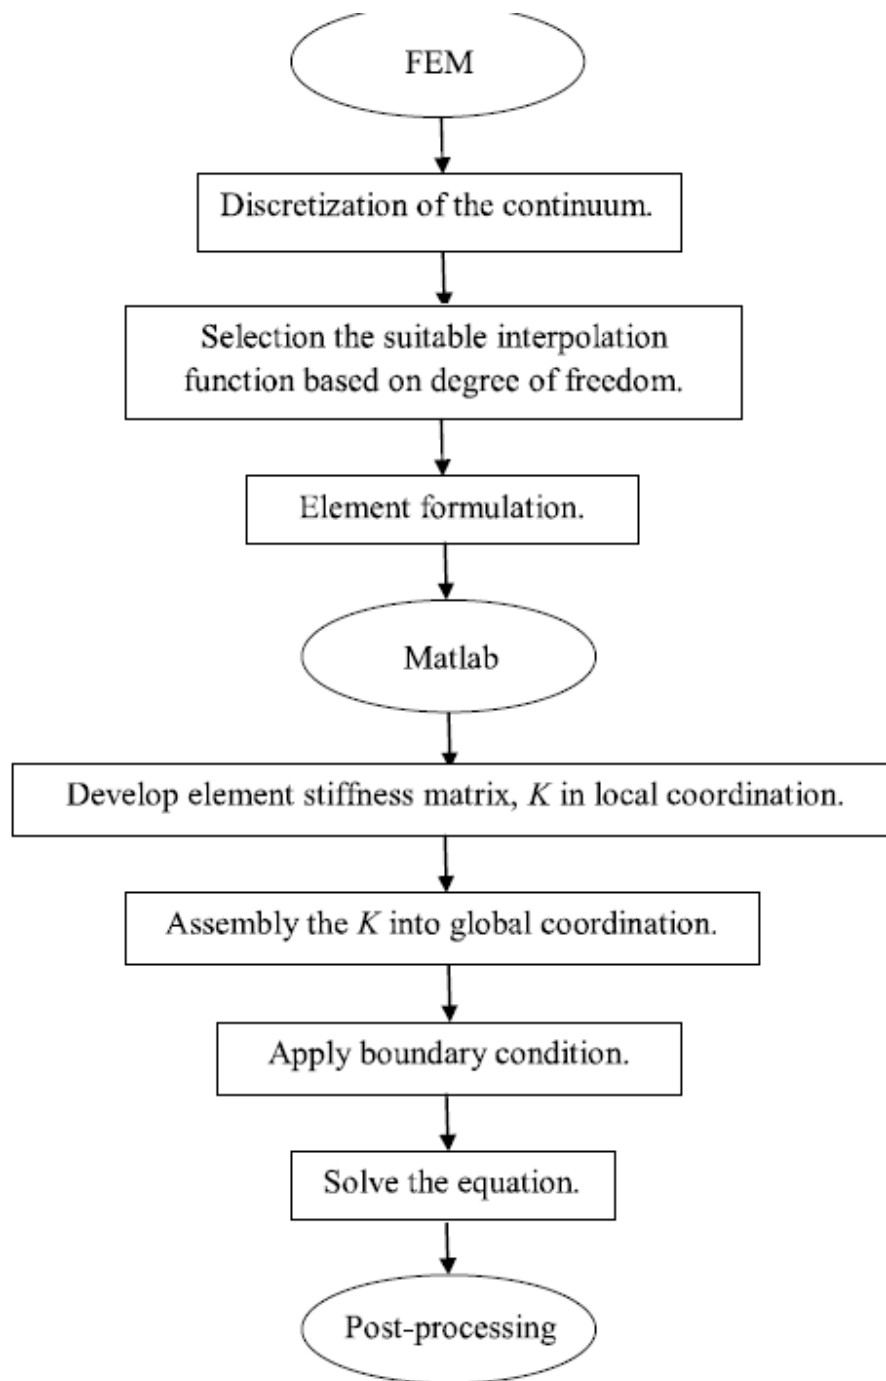 FEM
Discretization of the continuum.
Selection the suitable interpolation
function based on degree of freedom.
Element formulation.
Matlab
Develop element stiffness matrix, K in local coordination.
Assembly the K into global coordination.
Apply boundary condition.
Solve the equation.
Post-processing